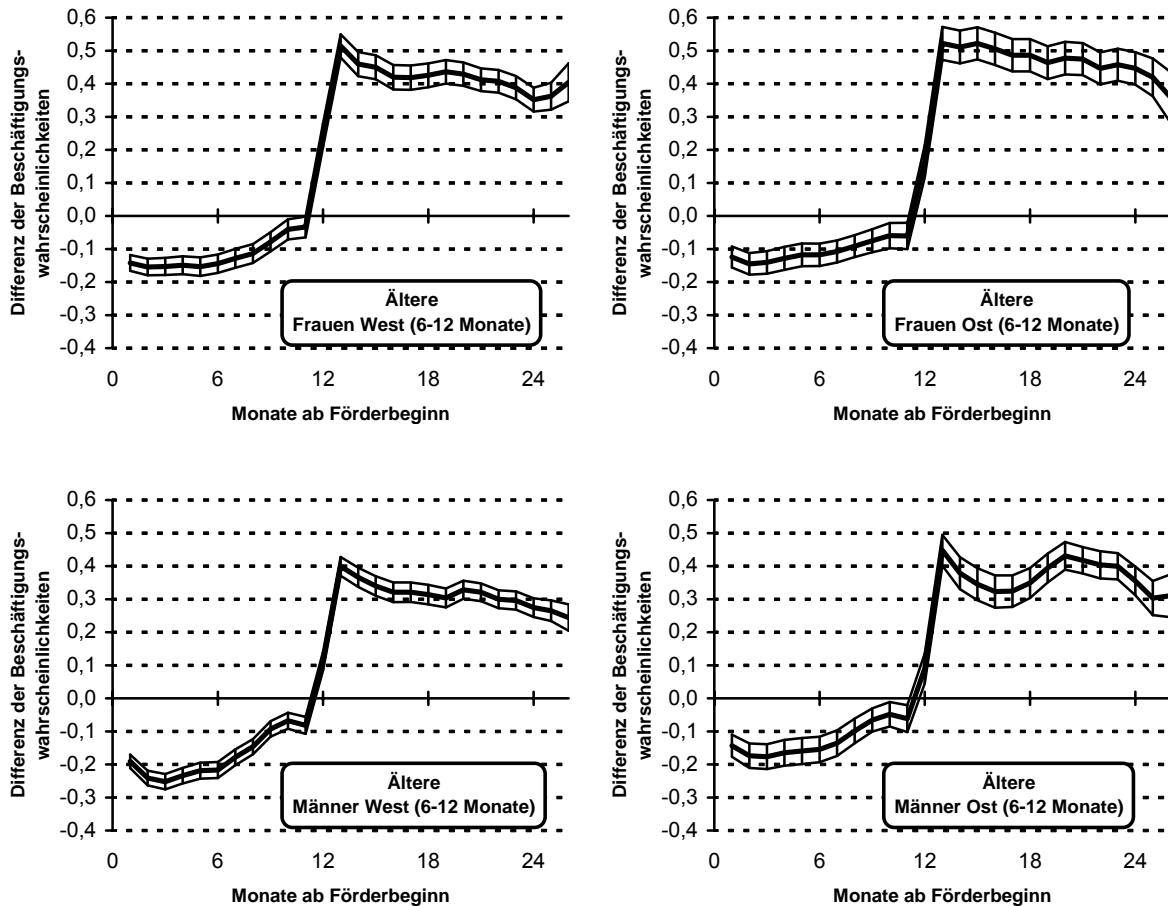 Differenz der Beschäftigungs-
wahrscheinlichkeiten
0,6
0,5
0,4
0,3
0,2
0,1
0,0
-0,1
-0,2
-0,3
-0,4
Ältere
Frauen West (6-12 Monate)
0 6 12 18 24
Monate ab Förderbeginn
Differenz der Beschäftigungs-
wahrscheinlichkeiten
0,6
0,5
0,4
0,3
0,2
0,1
0,0
-0,1
-0,2
-0,3
-0,4
Ältere
Frauen Ost (6-12 Monate)
0 6 12 18 24
Monate ab Förderbeginn
Differenz der Beschäftigungs-
wahrscheinlichkeiten
0,6
0,5
0,4
0,3
0,2
0,1
0,0
-0,1
-0,2
-0,3
-0,4
Ältere
Männer West (6-12 Monate)
0 6 12 18 24
Monate ab Förderbeginn
Differenz der Beschäftigungs-
wahrscheinlichkeiten
0,6
0,5
0,4
0,3
0,2
0,1
0,0
-0,1
-0,2
-0,3
-0,4
Ältere
Männer Ost (6-12 Monate)
0 6 12 18 24
Monate ab Förderbeginn